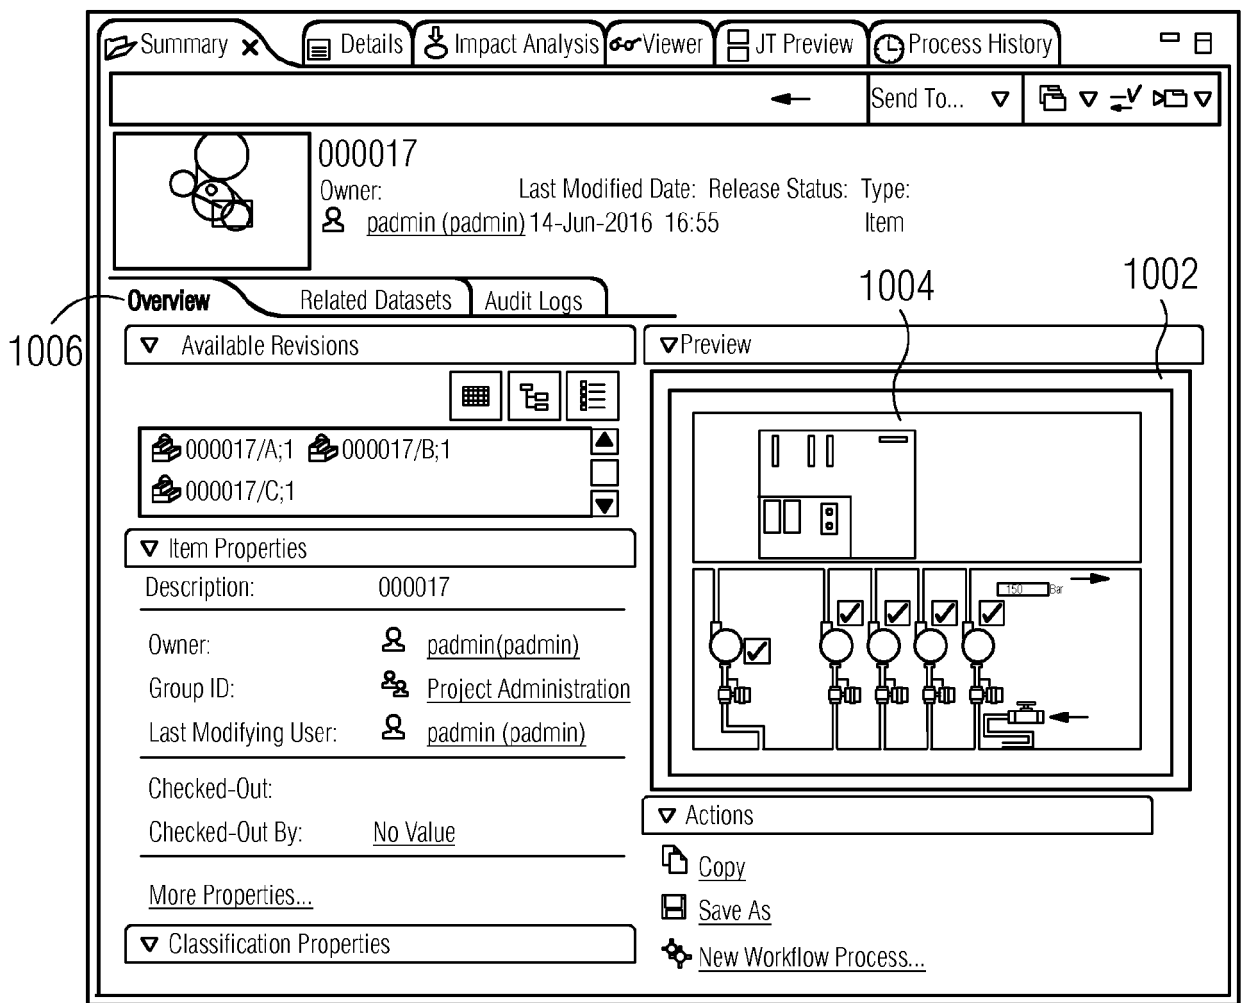 Summary Details Impact Analysis Viewer JT Preview Process History
Send To...
000017
Owner: Last Modified Date: Release Status: Type:
padmin (padmin) 14-Jun-2016 16:55 Item
1004
1002
Overview Related Datasets Audit Logs
1006
Available Revisions
Preview
000017/A;1 000017/B;1
000017/C;1
Item Properties
Description: 000017
150 Bar
Owner: padmin(padmin)
Group ID: Project Administration
Last Modifying User: padmin (padmin)
Checked-Out:
Checked-Out By: No Value
More Properties...
Classification Properties
Actions
Copy
Save As
New Workflow Process...